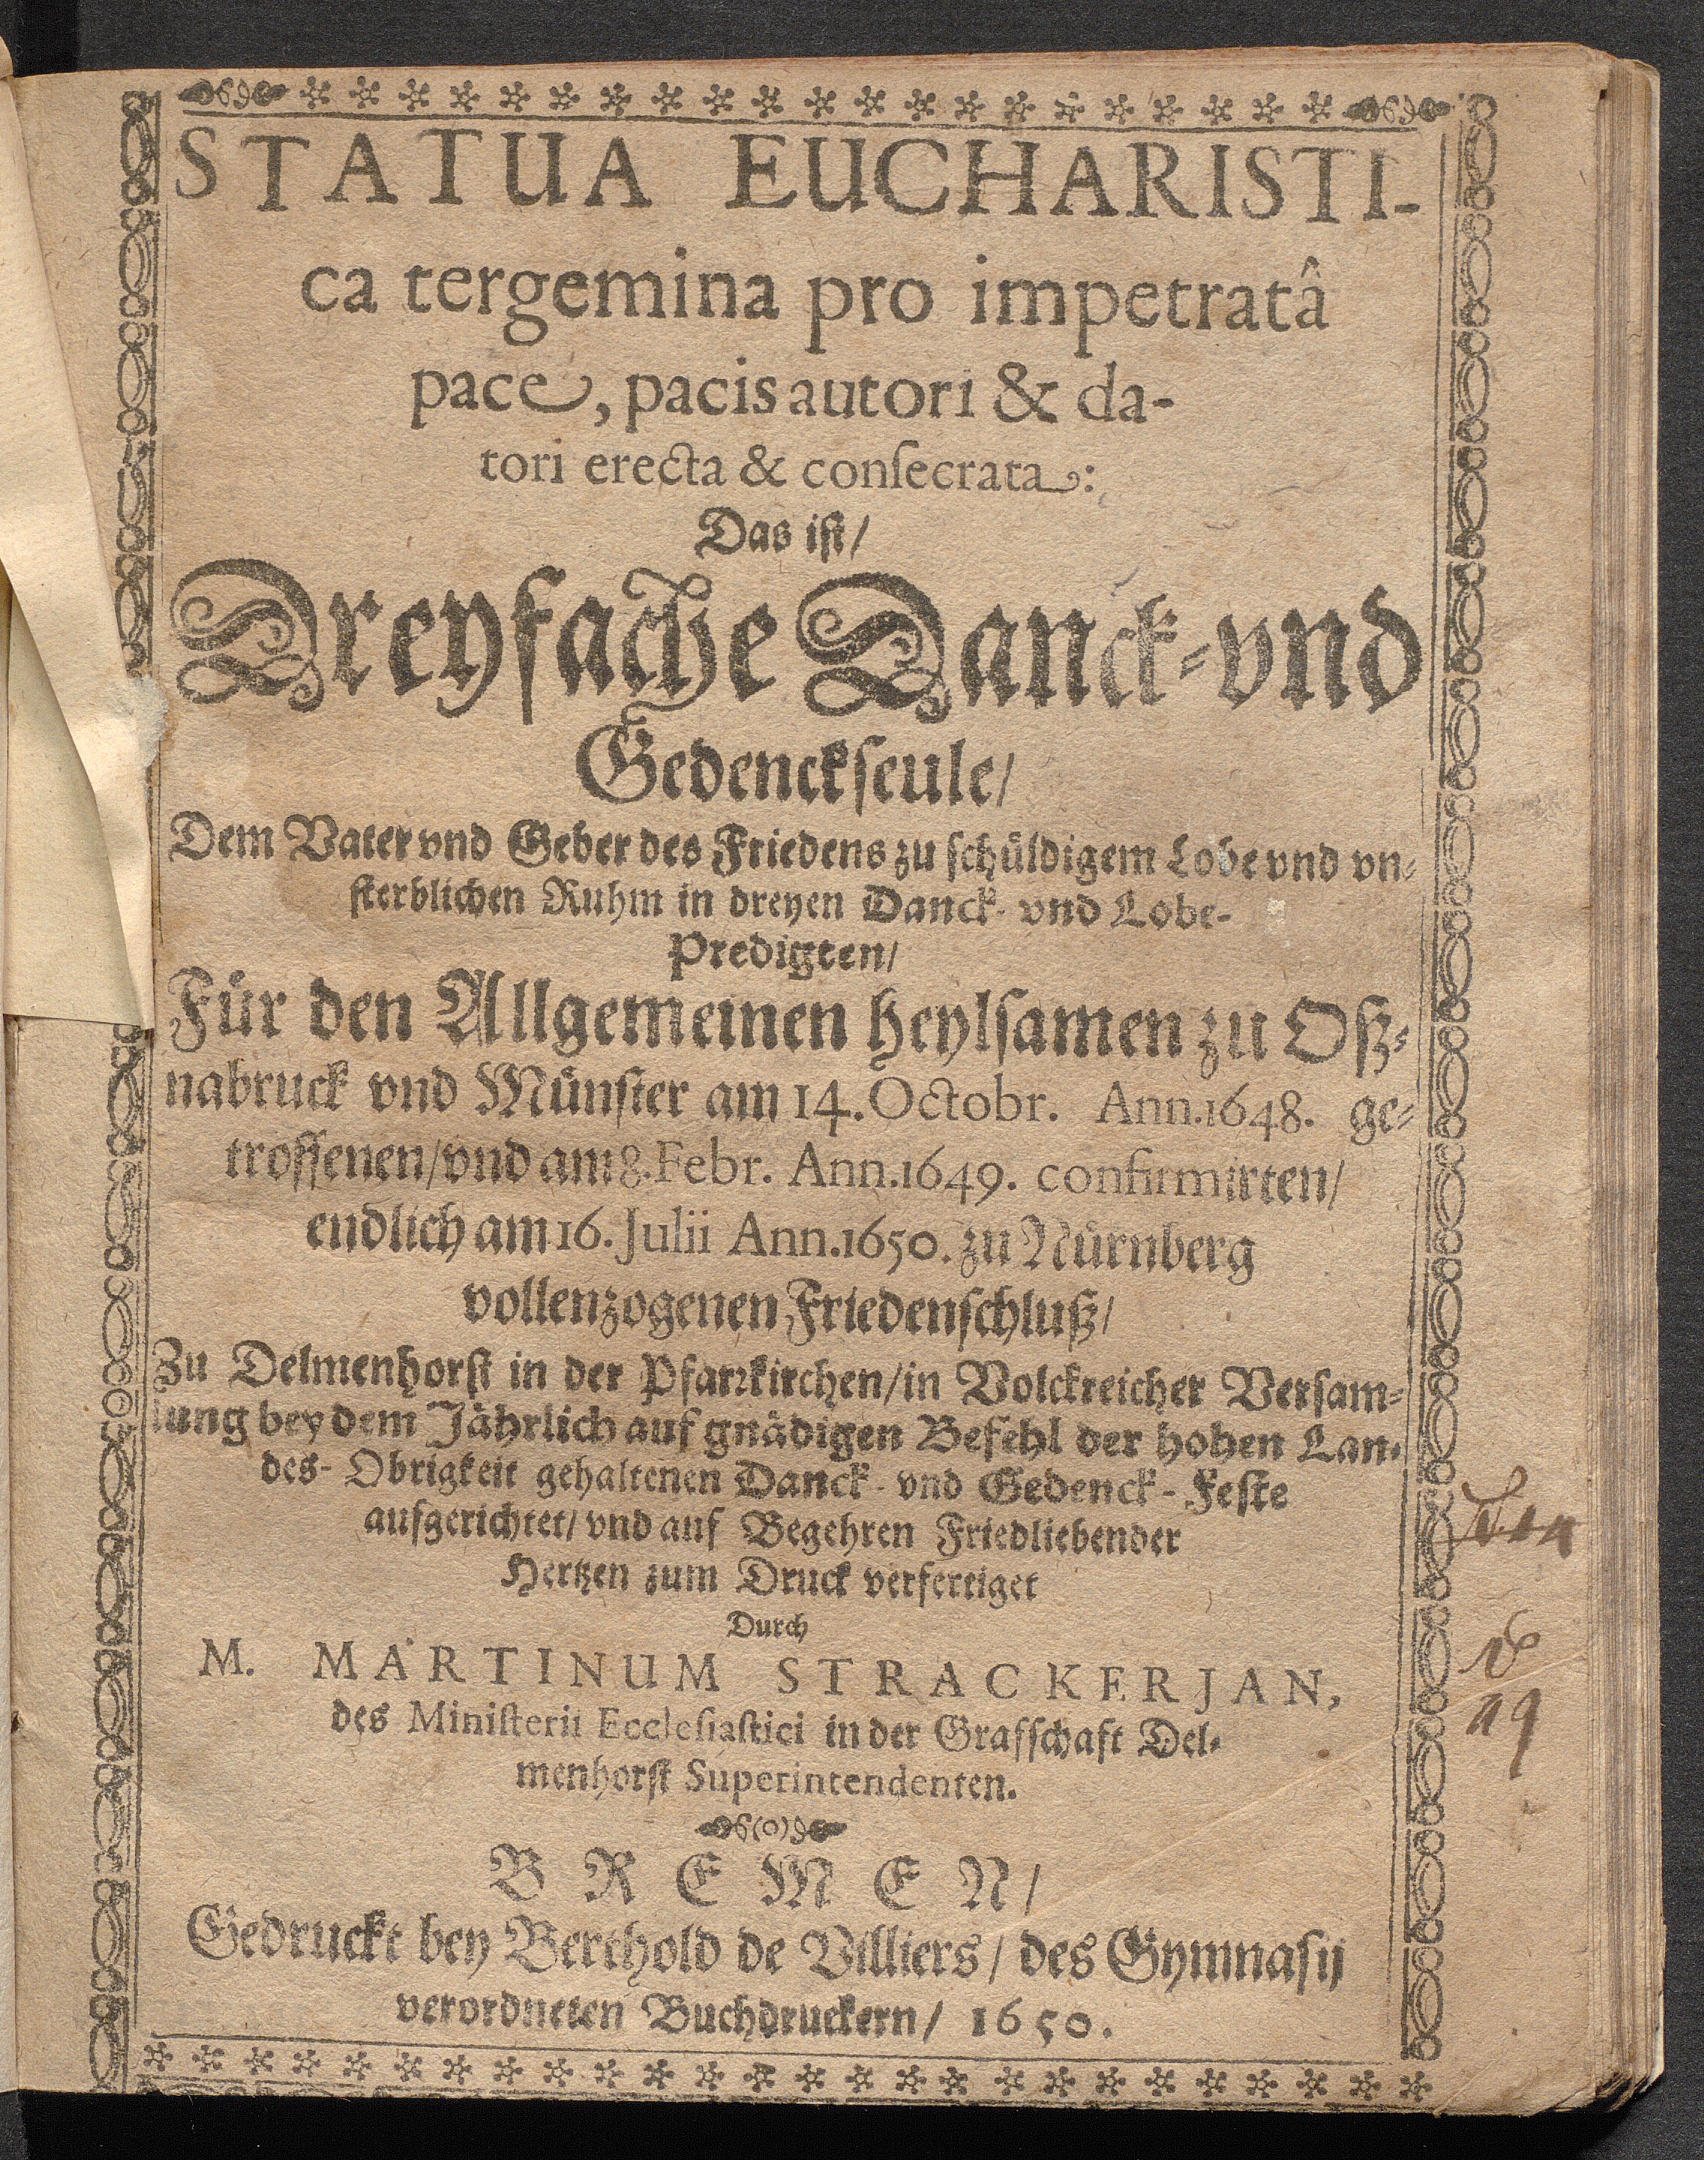 STATUA EUCHARISTI-
ca tergemina pro impetratâ
pace, pacis autori & da-
tori erecta & consecrata:
Das ist/
Dreyfache Danck-vnd
Gedenckseule/
Dem Vater vnd Geber des Friedens zu schüldigem Lobe vnd vn-
sterblichen Ruhm in dreyen Danck- vnd Lobe-
Predigten/
Für den Allgemeinen heylsamen zu Oß-
nabruck vnd Münster am 14. Octobr. Ann. 1648. ge-
troffenen/ vnd am 8. Febr. Ann. 1649. confirmirten/
endlich am 16. Julii Ann. 1650. zu Nürnberg
vollenzogenen Friedenschluß/
Zu Delmenhorst in der Pfarrkirchen/ in Volckreicher Versam-
lung bey dem Jährlich auf gnädigen Befehl der hohen Lan-
des-Obrigkeit gehaltenen Danck- vnd Gedenck-Feste
aufgerichtet/ vnd auf Begehren Friedliebender
Hertzen zum Druck verfertiget
Durch
M. MARTINUM STRACKERJAN,
des Ministerii Ecclesiastici in der Grafschaft Del-
menhorst Superintendenten.
(o)
BREMEN/
Gedruckt bey Berthold de Villiers/ des Gymnasij
verordneten Buchdruckern/ 1650.